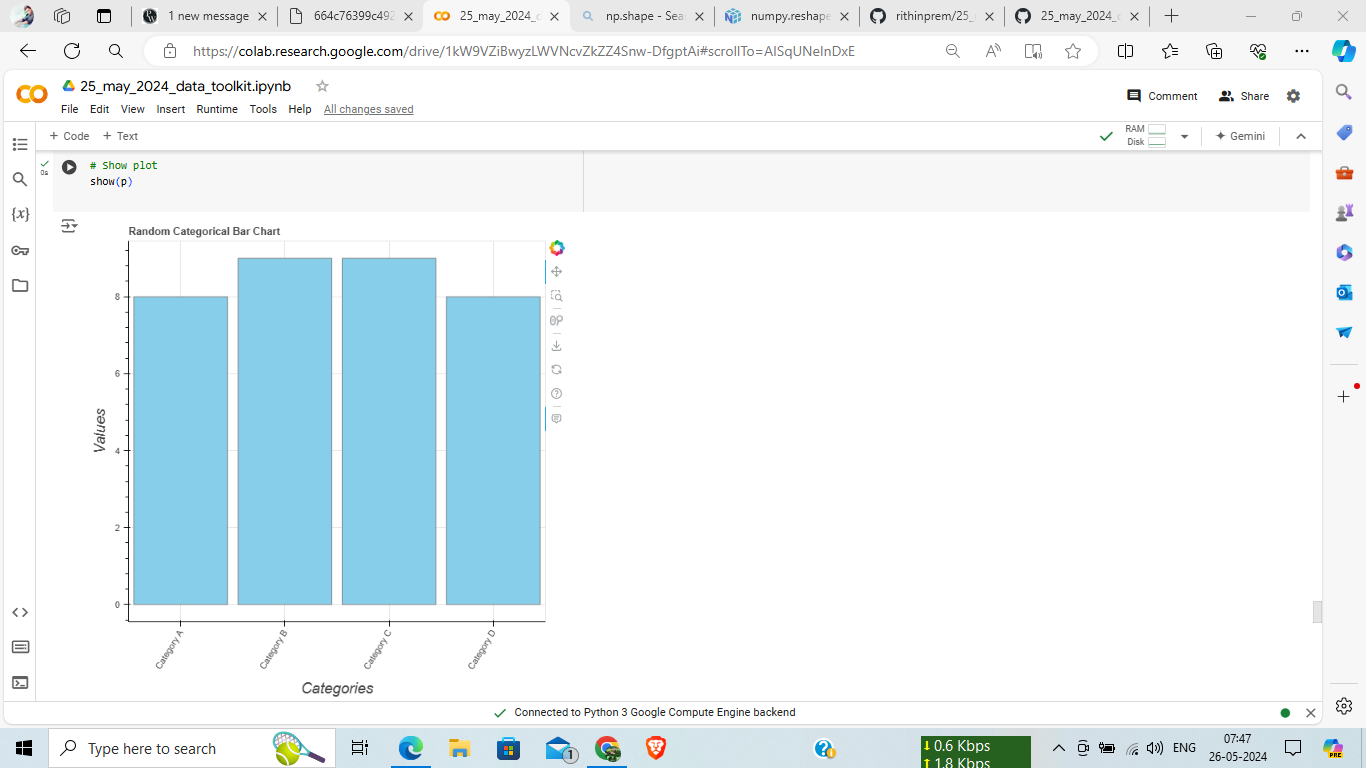 1 new message
664c76399c492
25_may_2024_d
np.shape - Sea
numpy.reshape
rithinprem/25_
25_may_2024_d
https://colab.research.google.com/drive/1kW9VZiBwyzLWVNcvZkZZ4Snw-DfgptAi#scrollTo=AISqUNeInDxE
CO
25_may_2024_data_toolkit.ipynb
File Edit View Insert Runtime Tools Help All changes saved
Comment
Share
+ Code + Text
RAM
Disk
Gemini
0s
# Show plot
show(p)
{x}
Random Categorical Bar Chart
8
6
4
2
0
Values
Category A
Category B
Category C
Category D
Categories
Connected to Python 3 Google Compute Engine backend
Type here to search
1
0.6 Kbps
1.8 Kbps
ENG
07:47
26-05-2024
PRE